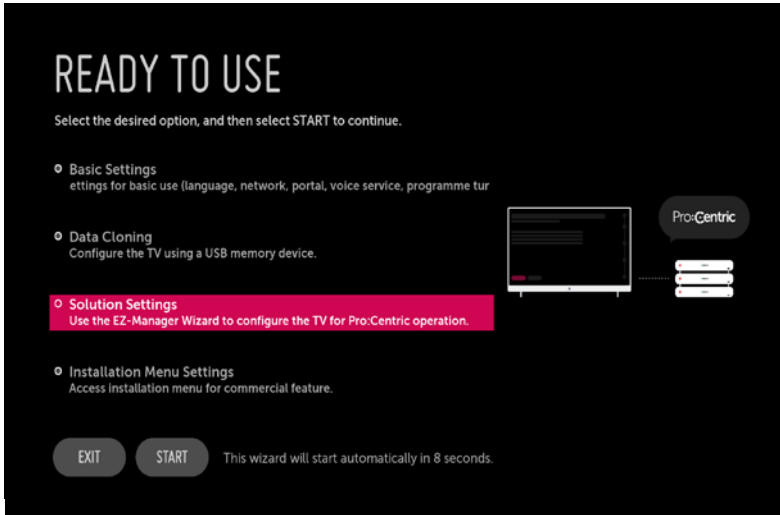 READY TO USE
Select the desired option, and then select START to continue.
Basic Settings
ettings for basic use (language, network, portal, voice service, programme tur
Data Cloning
Configure the TV using a USB memory device.
Pro:Centric
Solution Settings
Use the EZ-Manager Wizard to configure the TV for Pro:Centric operation.
Installation Menu Settings
Access installation menu for commercial feature.
EXIT START This wizard will start automatically in 8 seconds.